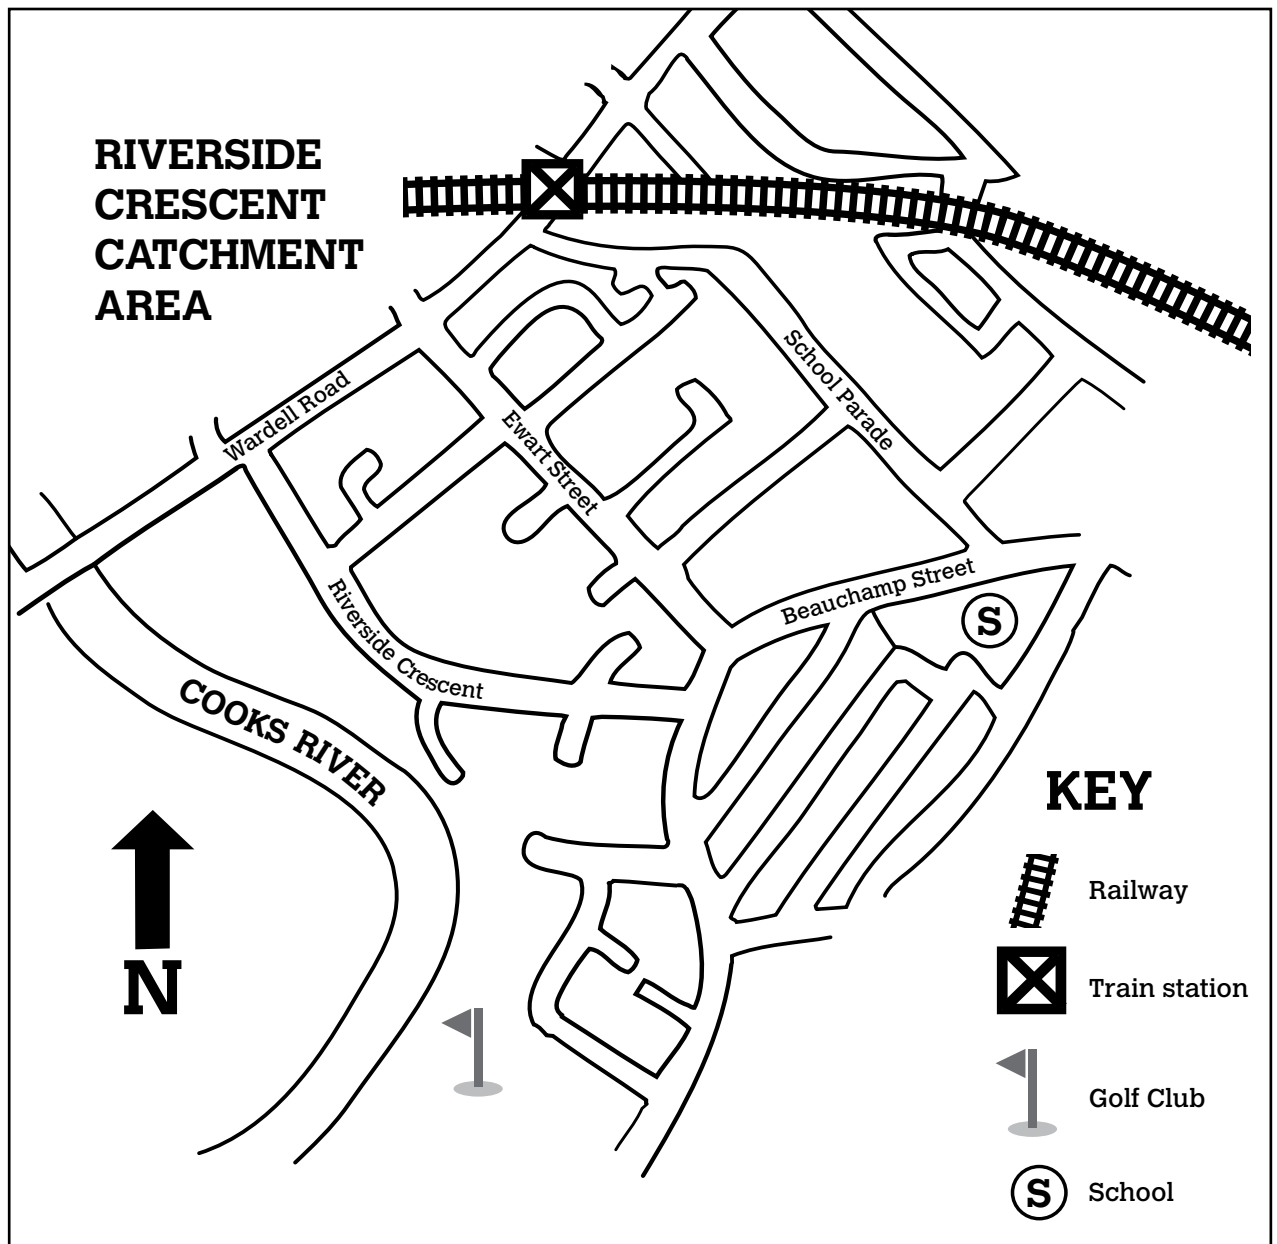 RIVERSIDE
CRESCENT
CATCHMENT
AREA
School Parade
Wardell Road
Ewart Street
Beauchamp Street
Riverside Crescent
S
COOKS RIVER
N
KEY
Railway
Train station
Golf Club
S
School